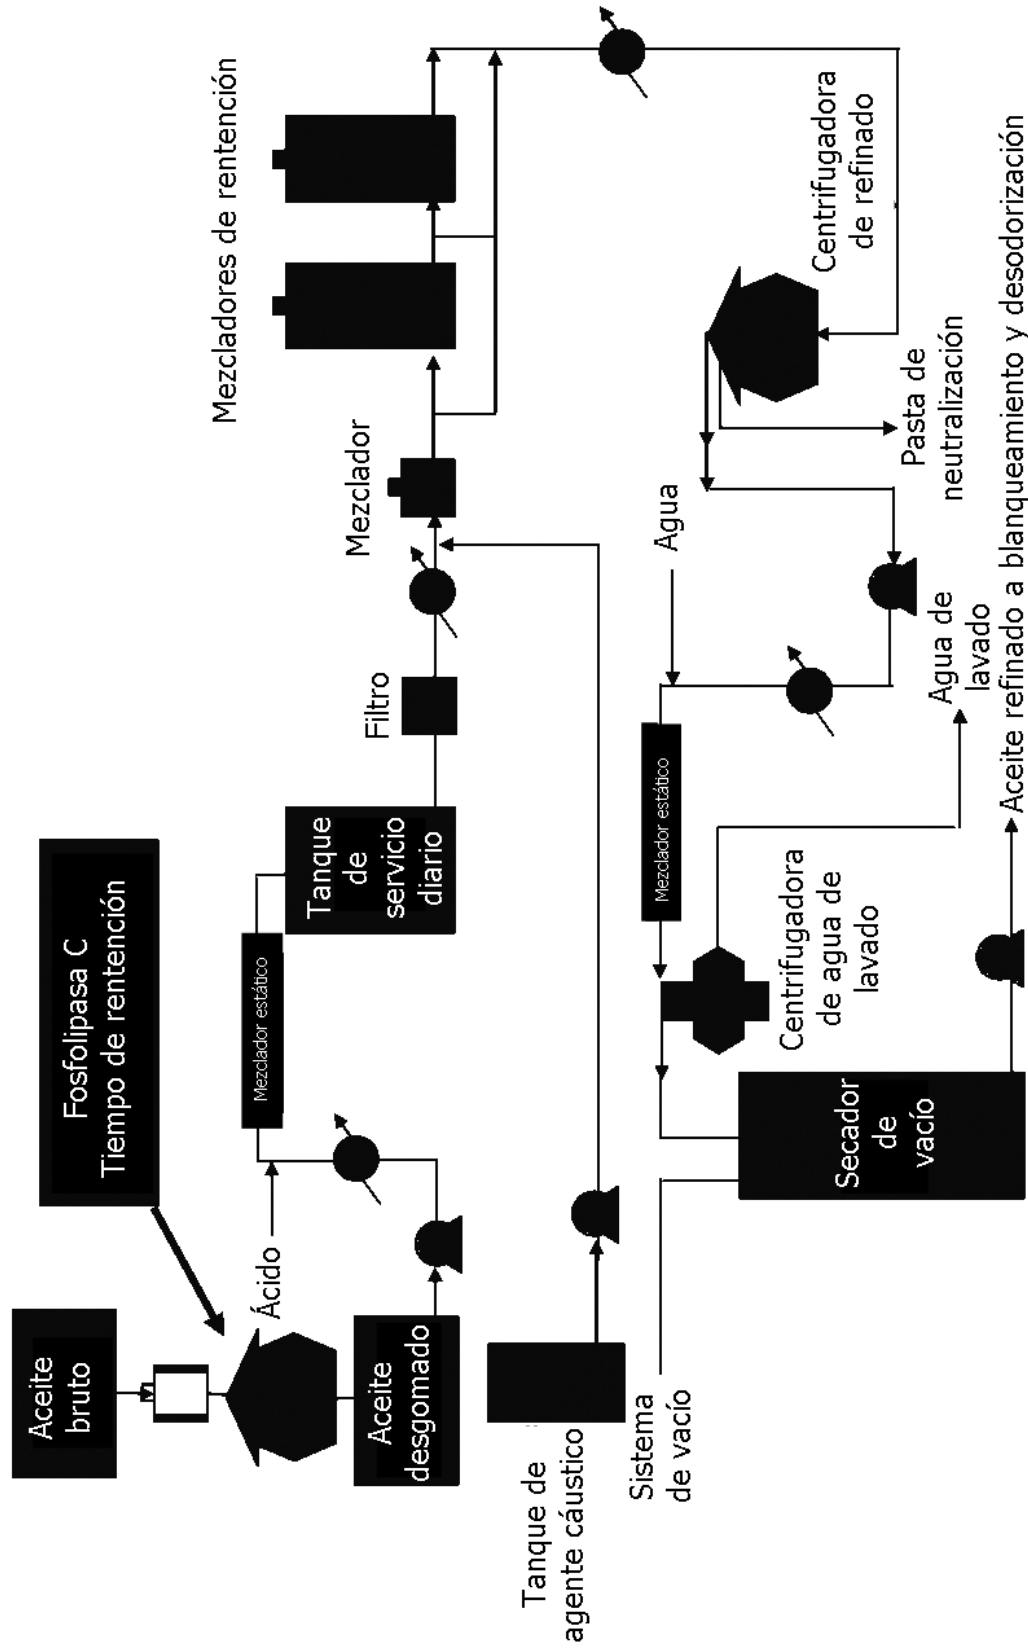 Aceite
bruto
Fosfolipasa C
Tiempo de rentención
Ácido
Aceite
desgomado
Mezclador estático
Tanque
de
servicio
diario
Filtro
Mezclador
Mezcladores de rentención
Tanque de
agente cáustico
Centrifugadora
de refinado
Pasta de
neutralización
Agua
Mezclador estático
Centrifugadora
de agua de
lavado
Agua de
lavado
Sistema
de vacío
Secador
de
vacío
Aceite refinado a blanqueamiento y desodorización